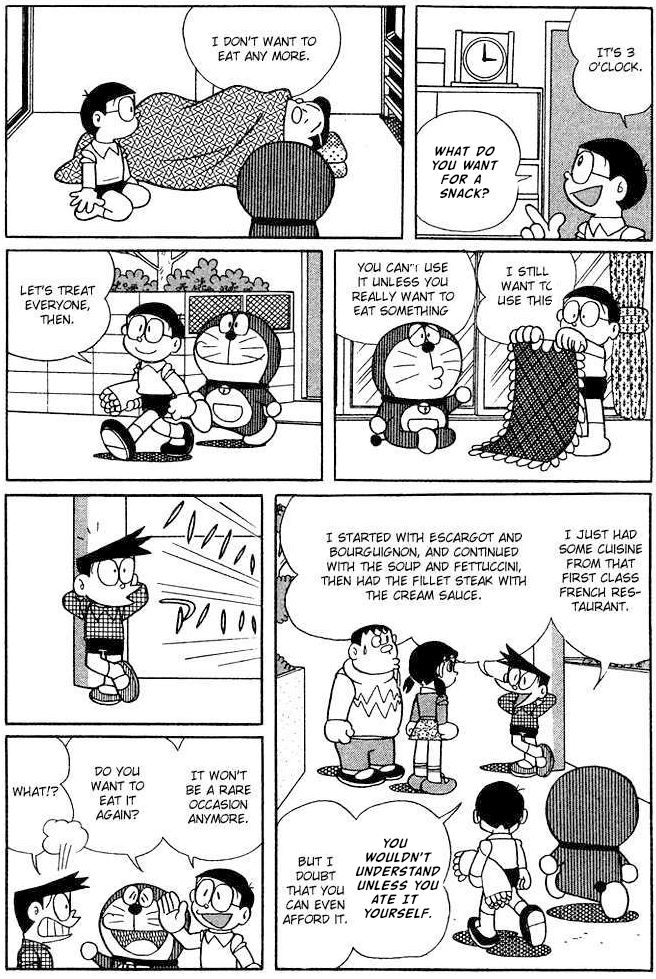 IT'S 3
O'CLOCK.
WHAT DO
YOU WANT
FOR A
SNACK?
I DON'T WANT TO
EAT ANY MORE.
I STILL
WANT TO
USE THIS
YOU CAN'T USE
IT UNLESS YOU
REALLY WANT TO
EAT SOMETHING
LET'S TREAT
EVERYONE,
THEN.
I JUST HAD
SOME CUISINE
FROM THAT
FIRST CLASS
FRENCH RES-
TAURANT.
I STARTED WITH ESCARGOT AND
BOURGUIGNON, AND CONTINUED
WITH THE SOUP AND FETTUCCINI,
THEN HAD THE FILLET STEAK WITH
THE CREAM SAUCE.
YOU
WOULDN'T
UNDERSTAND
UNLESS YOU
ATE IT
YOURSELF.
BUT I
DOUBT
THAT YOU
CAN EVEN
AFFORD IT.
IT WON'T
BE A RARE
OCCASION
ANYMORE.
DO YOU
WANT TO
EAT IT
AGAIN?
WHAT!?